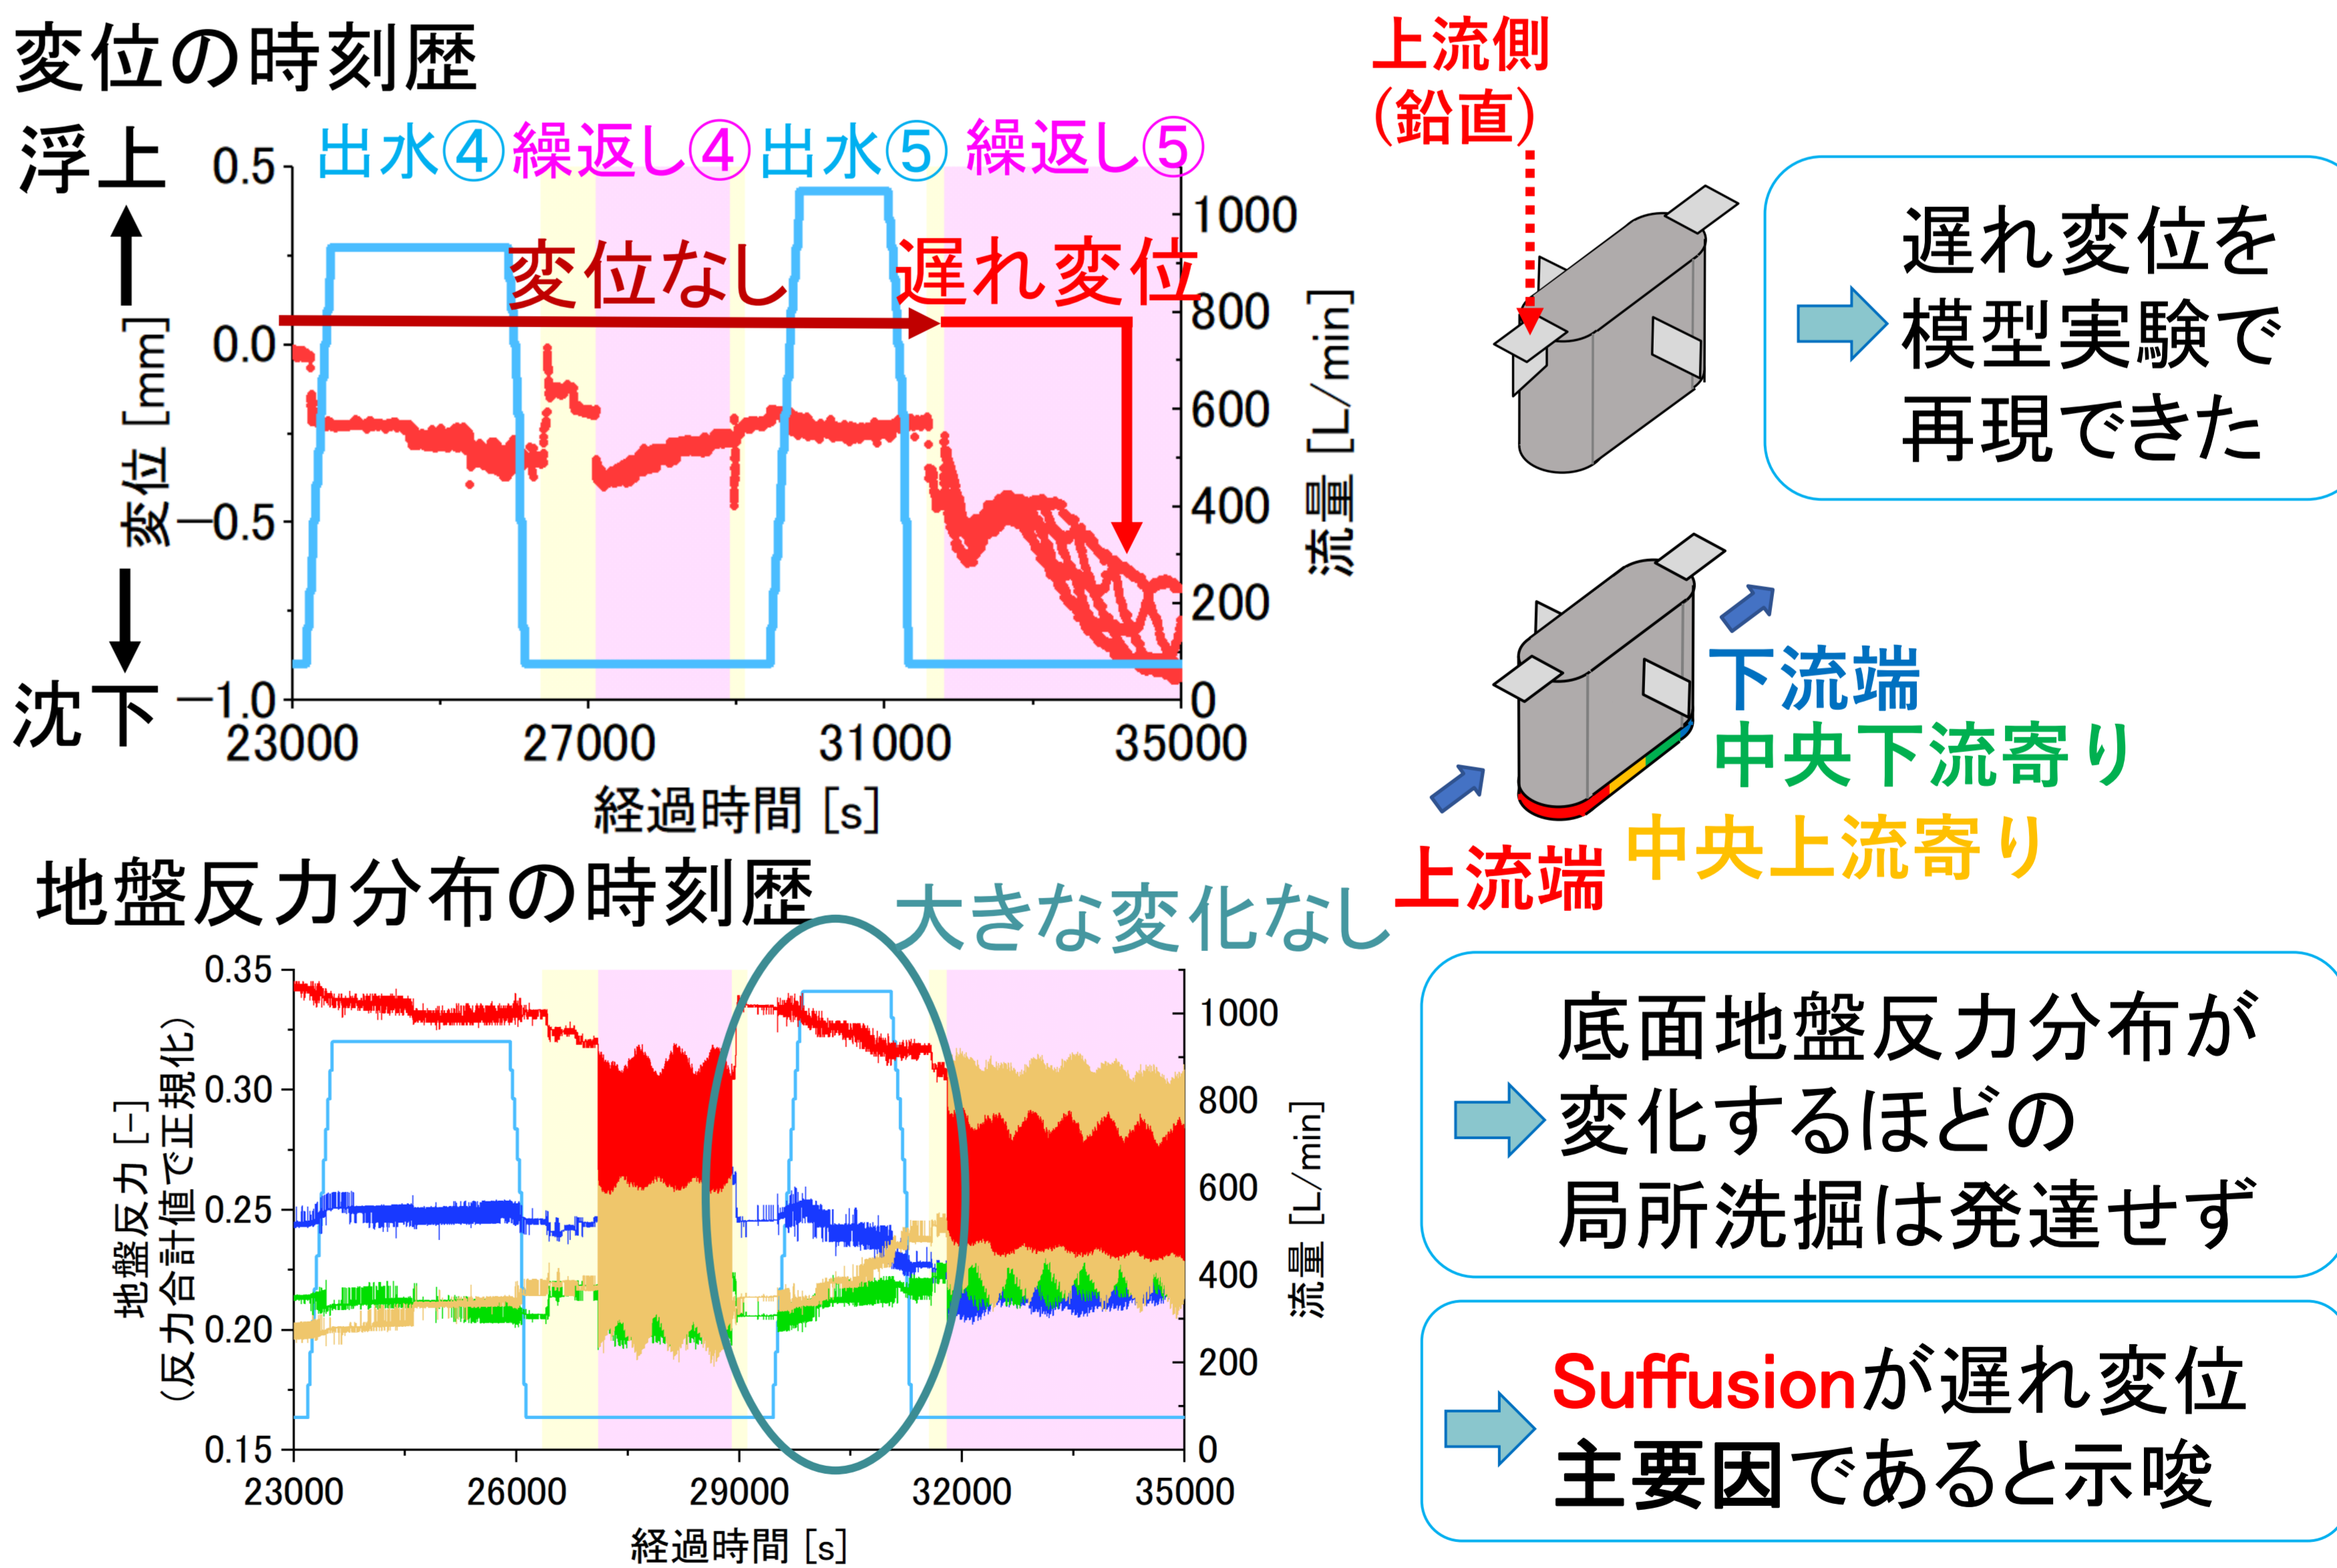 変位の時刻歴
浮上
沈下
出水④
繰返し④
出水⑤
繰返し⑤
変位なし
遅れ変位
0.5
0.0
−0.5
−1.0
変位 [mm]
1000
800
600
400
200
0
流量 [L/min]
23000
27000
31000
35000
経過時間 [s]
上流側
(鉛直)
遅れ変位を
模型実験で
再現できた
下流端
中央下流寄り
中央上流寄り
上流端
地盤反力分布の時刻歴
大きな変化なし
0.35
0.30
0.25
0.20
0.15
地盤反力 [-]
(反力合計値で正規化)
1000
800
600
400
200
0
流量 [L/min]
23000
26000
29000
32000
35000
経過時間 [s]
底面地盤反力分布が
変化するほどの
局所洗掘は発達せず
Suffusionが遅れ変位
主要因であると示唆